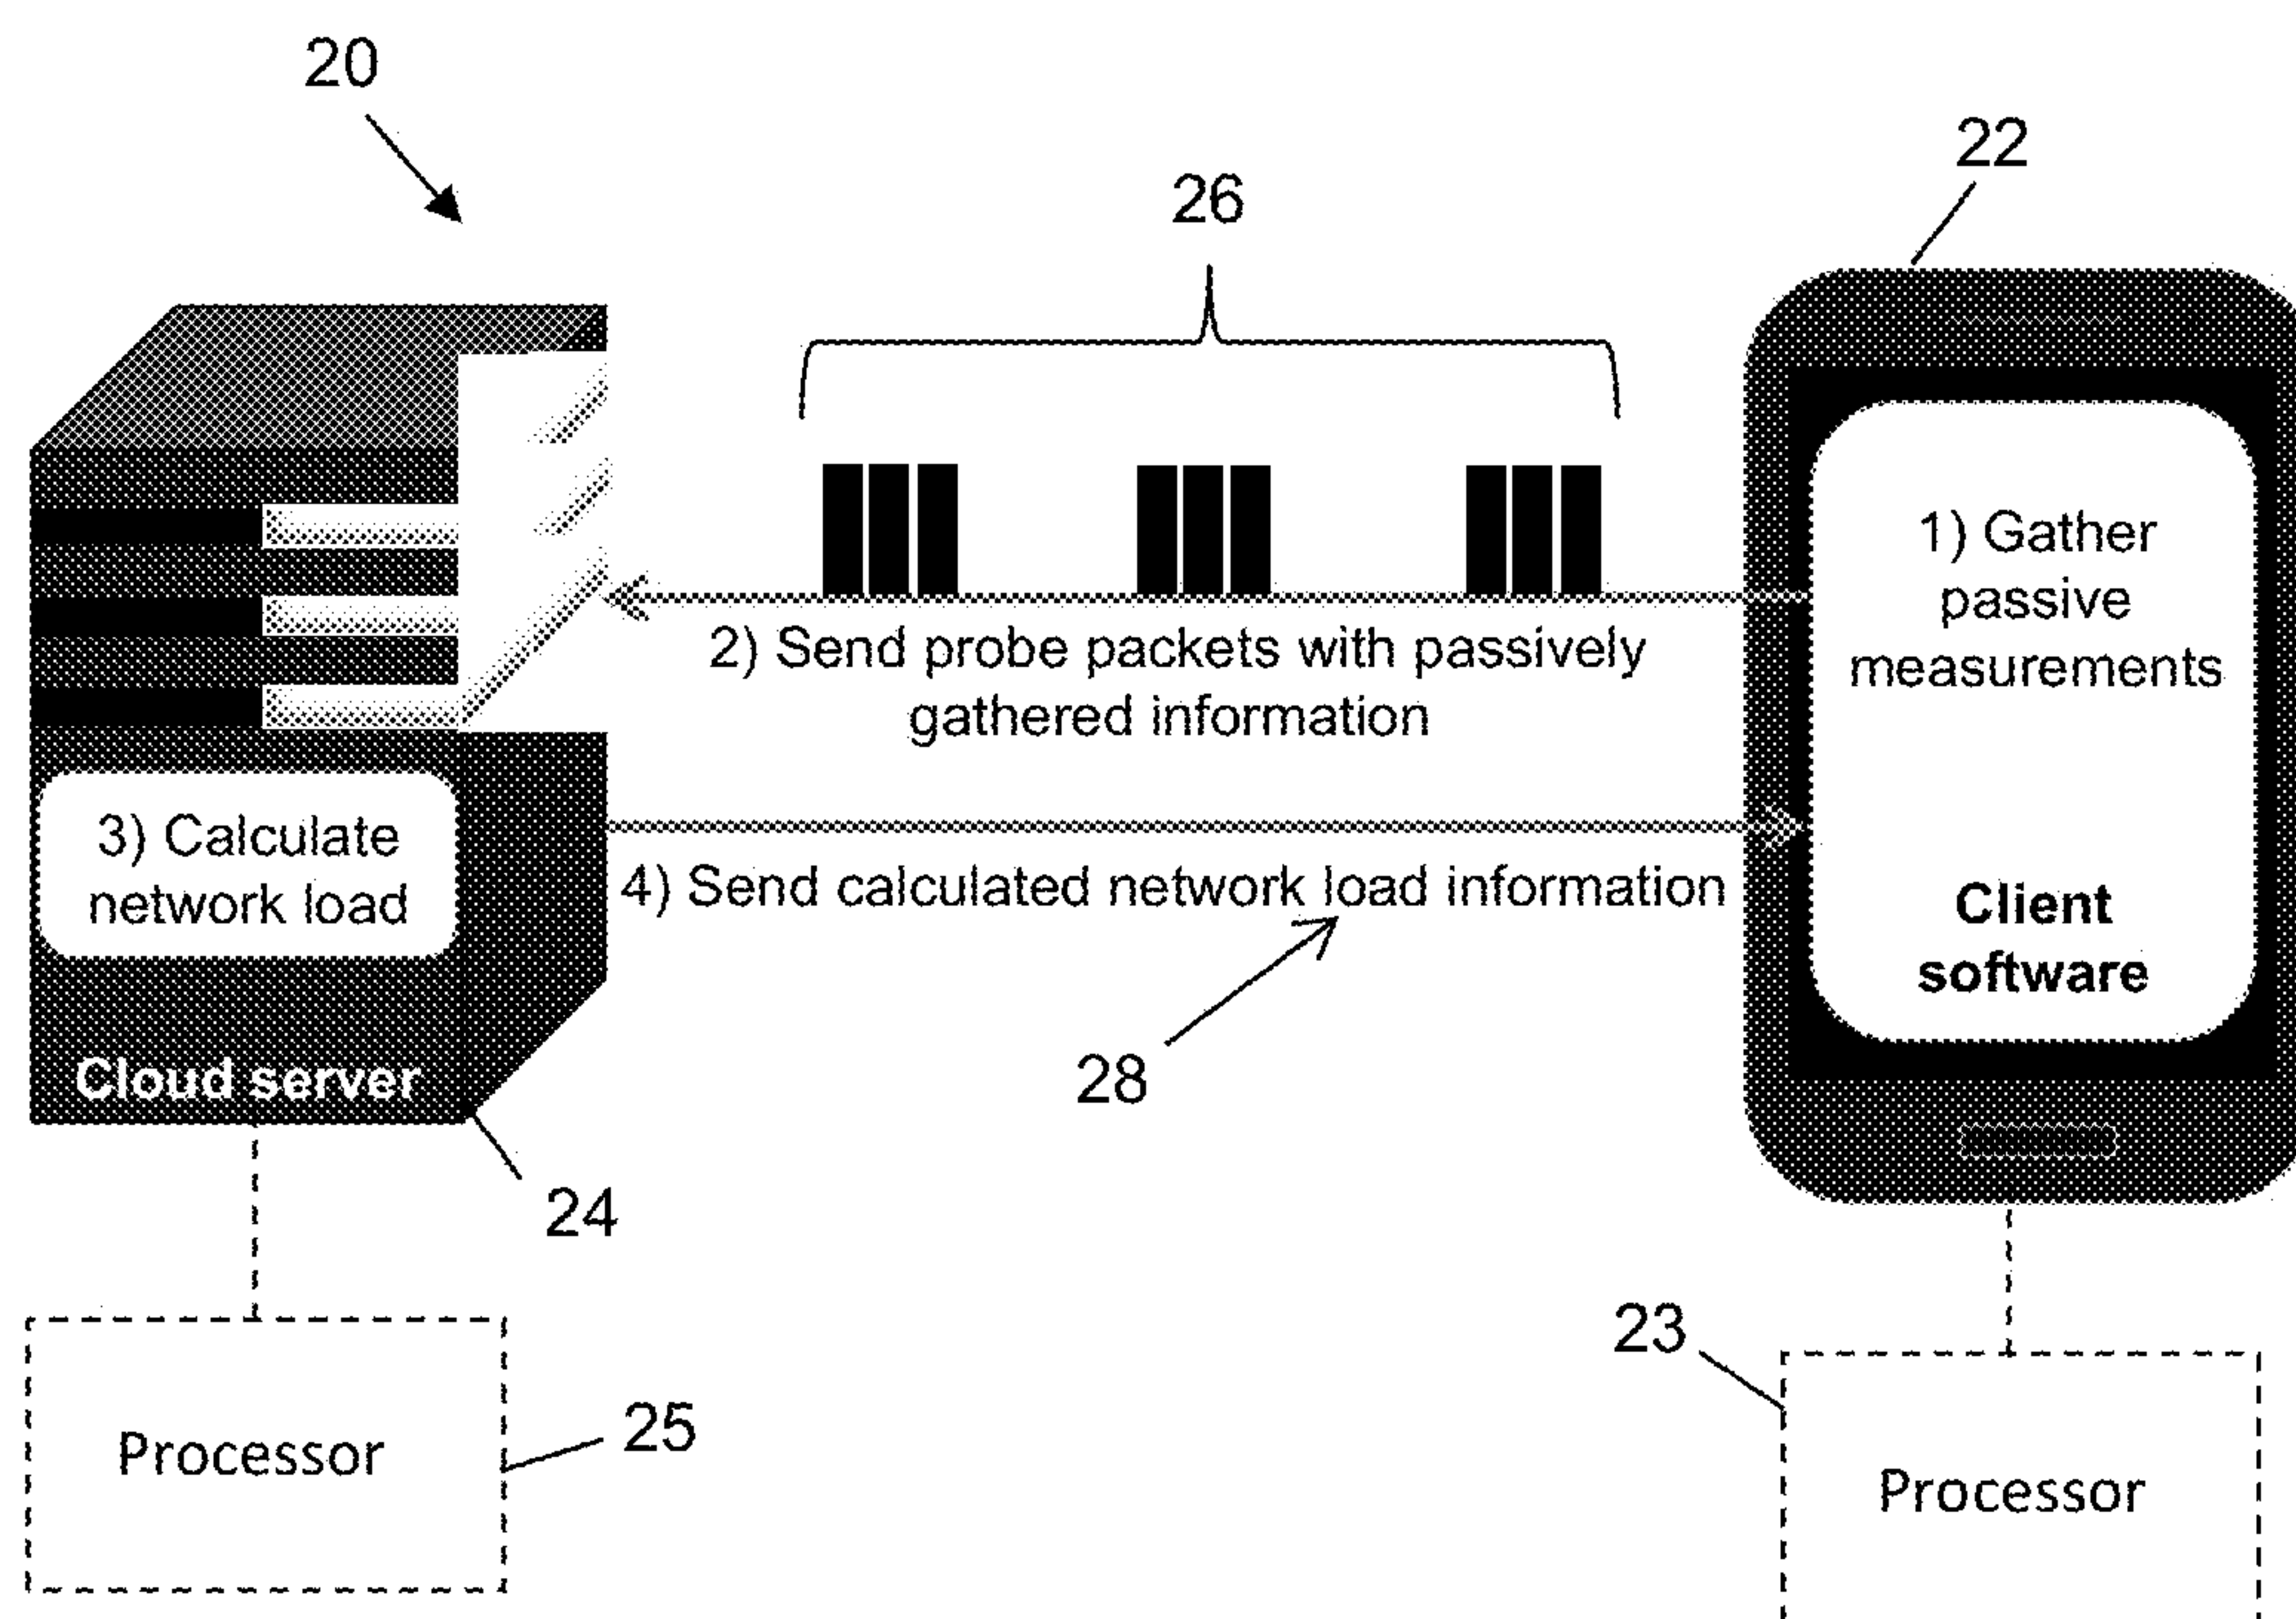 20
22
26
1) Gather
passive
measurements
2) Send probe packets with passively
gathered information
3) Calculate
network load
4) Send calculated network load information
Client
software
28
Cloud server
24
23
25
Processor
Processor